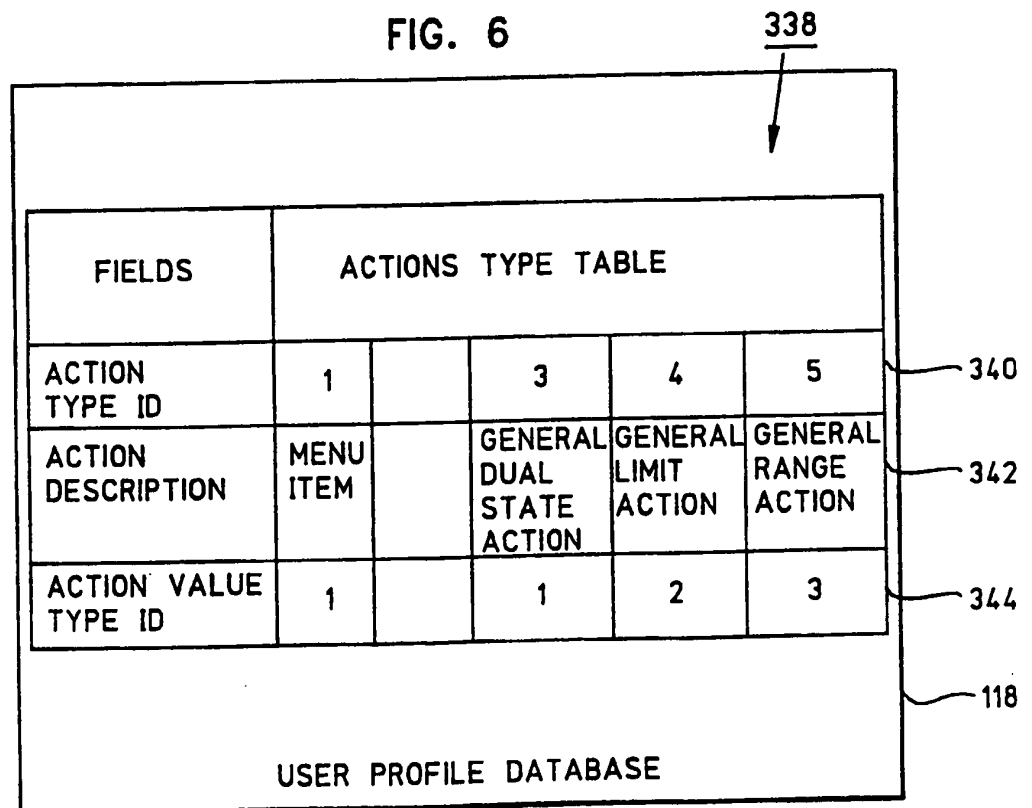 FIG. 6
338
FIELDS
ACTIONS TYPE TABLE
ACTION
TYPE ID
1
3
4
5
340
ACTION
DESCRIPTION
MENU
ITEM
GENERAL
DUAL
STATE
ACTION
GENERAL
LIMIT
ACTION
GENERAL
RANGE
ACTION
342
ACTION VALUE
TYPE ID
1
1
2
3
344
118
USER PROFILE DATABASE